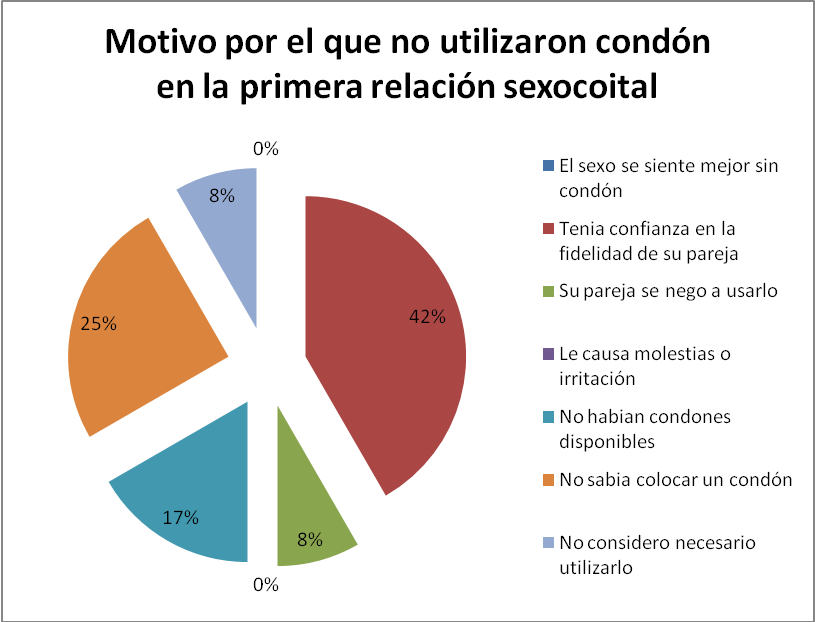 Motivo por el que no utilizaron condón
en la primera relación sexocoital
0%
8%
42%
25%
17%
8%
0%
El sexo se siente mejor sin
condón
Tenia confianza en la
fidelidad de su pareja
Su pareja se nego a usarlo
Le causa molestias o
irritación
No habian condones
disponibles
No sabia colocar un condón
No considero necesario
utilizarlo